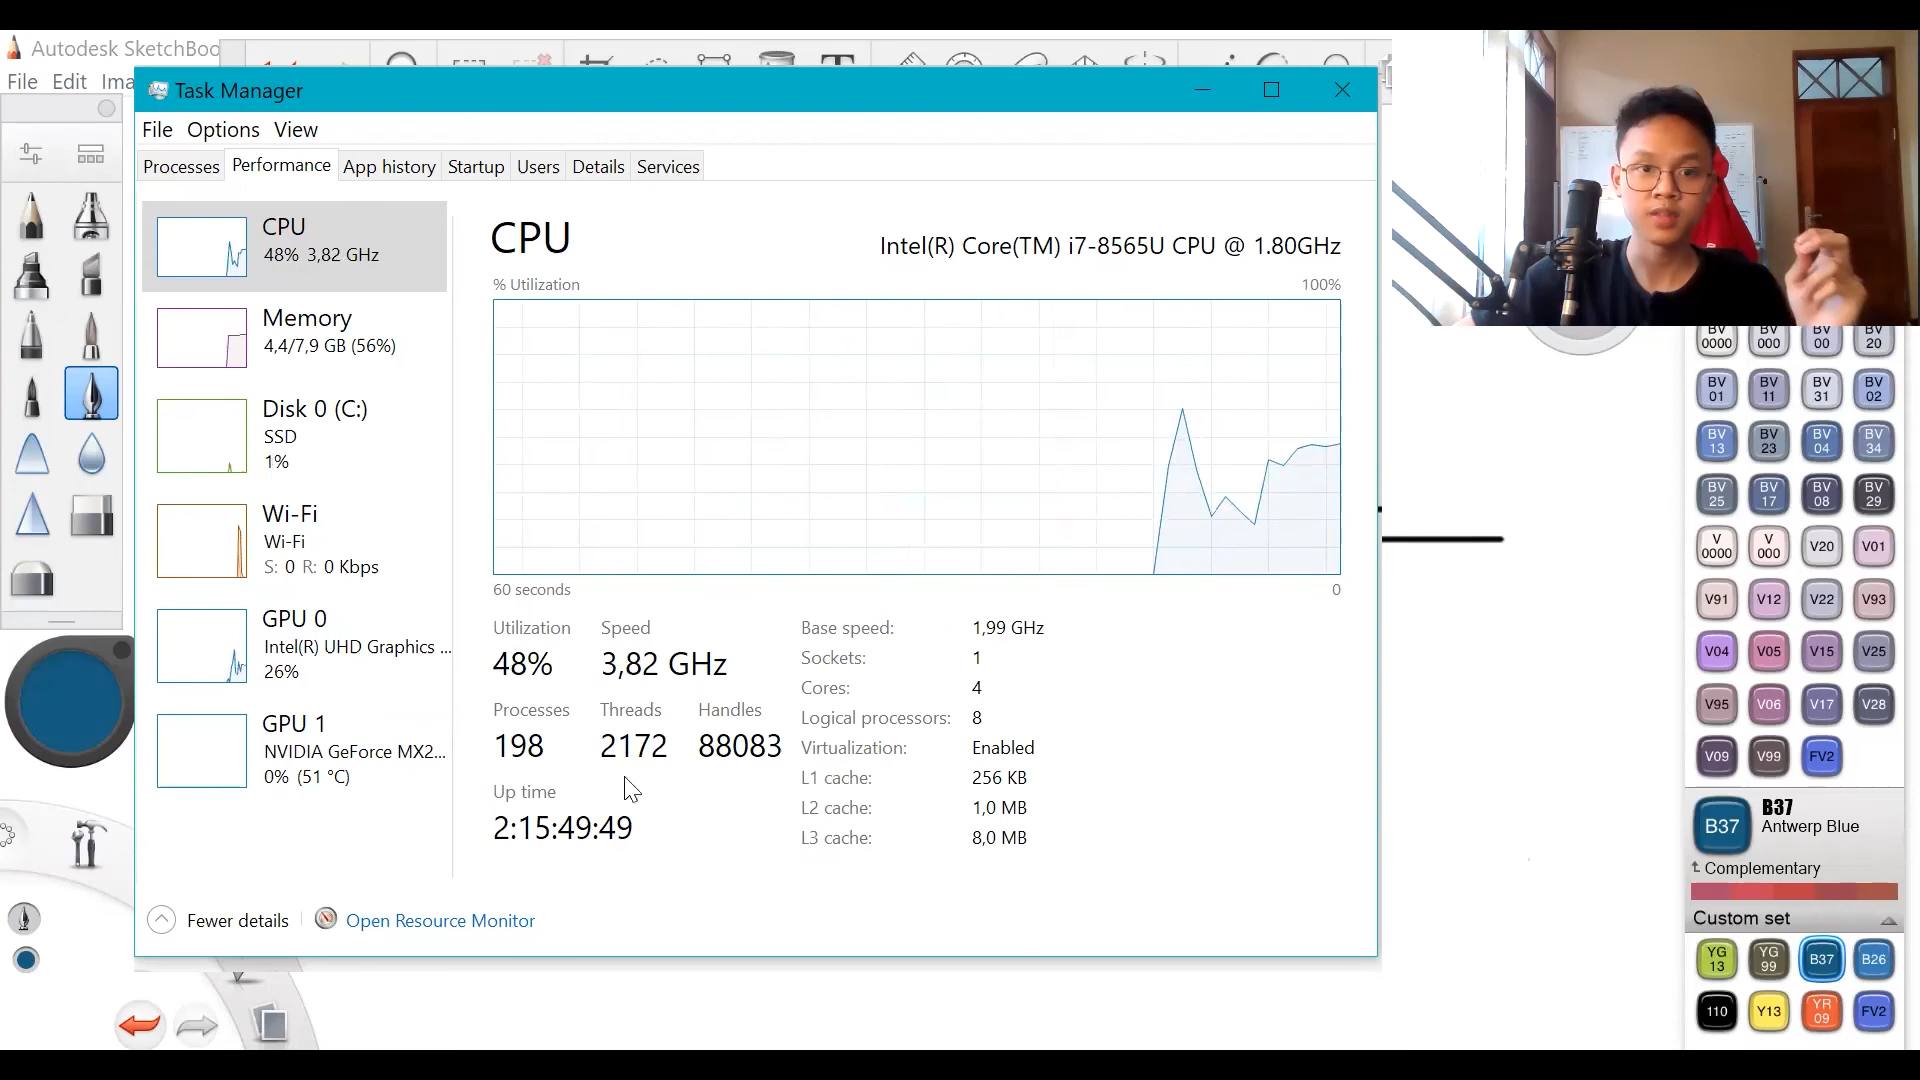 Autodesk SketchBoo
File Edit Ima
Task Manager
File Options View
Processes Performance App history Startup Users Details Services
CPU
48% 3,82 GHz
Memory
4,4/7,9 GB (56%)
Disk 0 (C:)
SSD
1%
Wi-Fi
Wi-Fi
S: 0 R: 0 Kbps
GPU 0
Intel(R) UHD Graphics ...
26%
GPU 1
NVIDIA GeForce MX2...
0% (51 °C)
CPU
Intel(R) Core(TM) i7-8565U CPU @ 1.80GHz
% Utilization 100%
60 seconds 0
Utilization Speed
48% 3,82 GHz
Processes Threads Handles
198 2172 88083
Up time
2:15:49:49
Base speed: 1,99 GHz
Sockets: 1
Cores: 4
Logical processors: 8
Virtualization: Enabled
L1 cache: 256 KB
L2 cache: 1,0 MB
L3 cache: 8,0 MB
Fewer details Open Resource Monitor
BV 0000 BV 000 BV 00 BV 20
BV 01 BV 11 BV 31 BV 02
BV 13 BV 23 BV 04 BV 34
BV 25 BV 17 BV 08 BV 29
V 0000 V 000 V20 V01
V91 V12 V22 V93
V04 V05 V15 V25
V95 V06 V17 V28
V09 V99 FV2
B37 B37
Antwerp Blue
Complementary
Custom set
YG 13 YG 99 B37 B26
110 Y13 YR 09 FV2